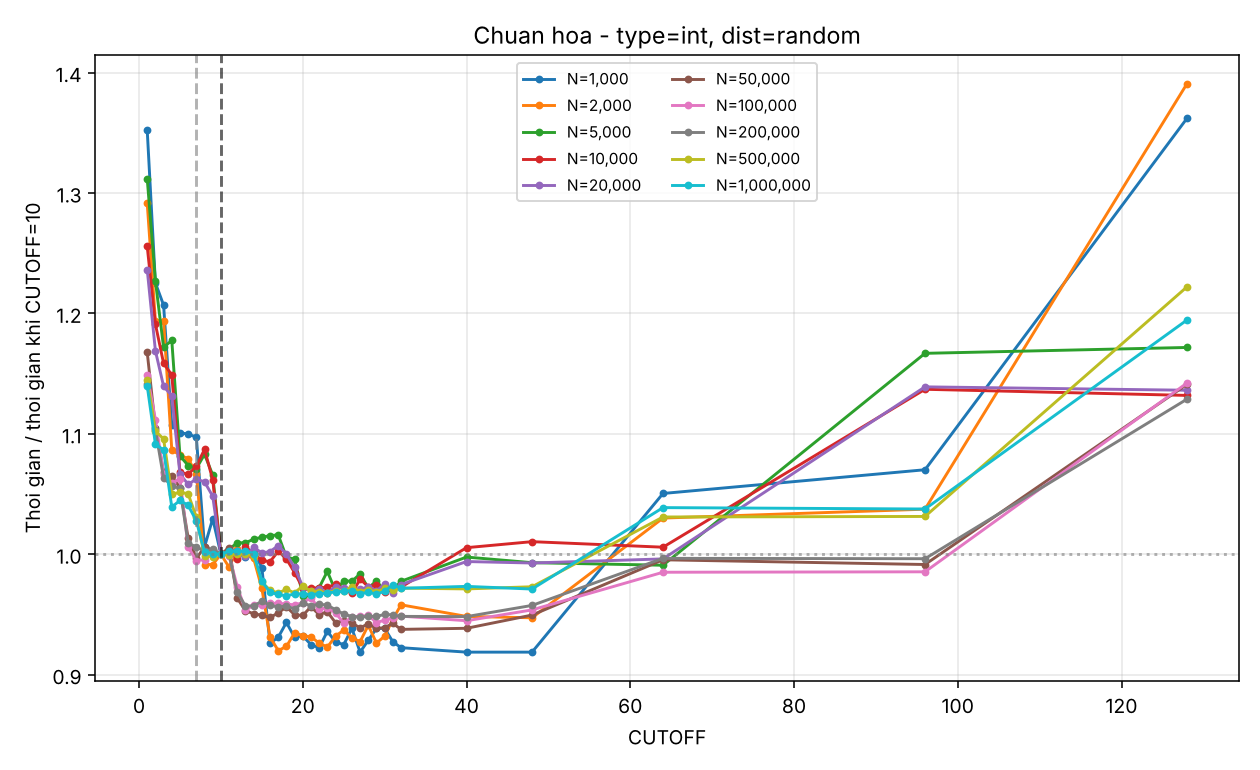 Chuan hoa - type=int, dist=random
1.4
1.3
1.2
1.1
1.0
0.9
Thoi gian / thoi gian khi CUTOFF=10
N=1,000
N=2,000
N=5,000
N=10,000
N=20,000
N=50,000
N=100,000
N=200,000
N=500,000
N=1,000,000
0 20 40 60 80 100 120
CUTOFF